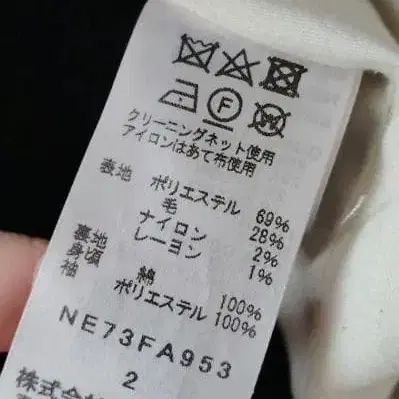 F
クリーニングネット使用
アイロンはあて布使用
表地 ポリエステル 69%
毛 28%
ナイロン 2%
レーヨン 1%
裏地
身頃 綿 100%
袖 ポリエステル 100%
NE73FA953
2
株式会